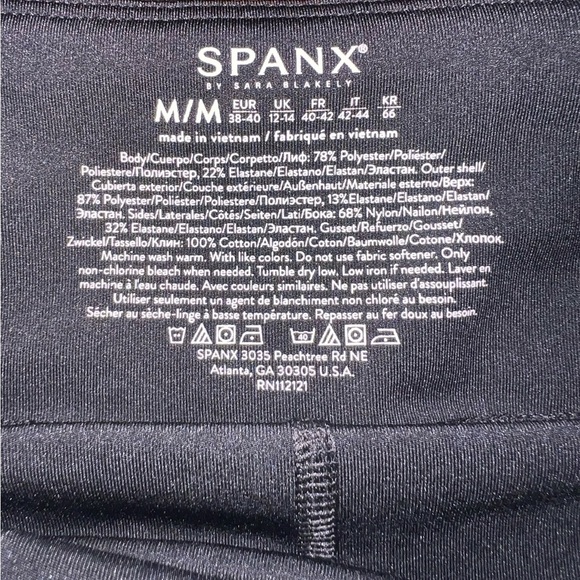 SPANX®
BY SARA BLAKELY
M/M EUR 38-40 UK 12-14 FR 40-42 IT 42-44 KR 66
made in vietnam / fabriqué en vietnam
Body/Cuerpo/Corps/Corpetto/Лиф: 78% Polyester/Poliéster/
Poliestere/Полиэстер, 22% Elastane/Elastano/Elastan/Эластан. Outer shell/
Cubierta exterior/Couche extérieure/Außenhaut/Materiale esterno/Верх:
87% Polyester/Poliéster/Poliestere/Полиэстер, 13%Elastane/Elastano/Elastan/
Эластан. Sides/Laterales/Côtés/Seiten/Lati/Бока: 68% Nylon/Nailon/Нейлон,
32% Elastane/Elastano/Elastan/Эластан. Gusset/Refuerzo/Gousset/
Zwickel/Tassello/Клин: 100% Cotton/Algodón/Coton/Baumwolle/Cotone/Хлопок.
Machine wash warm. With like colors. Do not use fabric softener. Only
non-chlorine bleach when needed. Tumble dry low. Low iron if needed. Laver en
machine à l'eau chaude. Avec couleurs similaires. Ne pas utiliser d'assouplissant.
Utiliser seulement un agent de blanchiment non chloré au besoin.
Sécher au sèche-linge à basse température. Repasser au fer doux au besoin.
40
SPANX 3035 Peachtree Rd NE
Atlanta, GA 30305 U.S.A.
RN112121